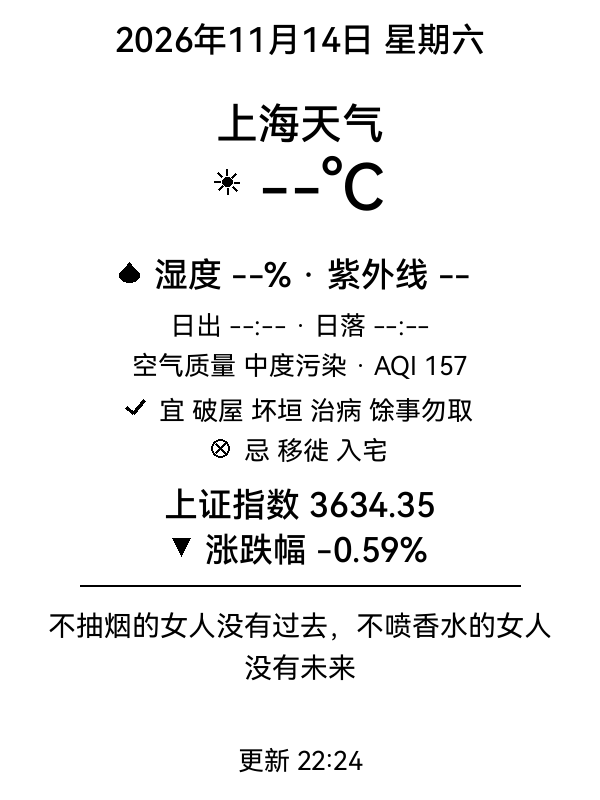 2026年11月14日 星期六
上海天气
--°C
湿度 --% · 紫外线 --
日出 --:-- · 日落 --:--
空气质量 中度污染 · AQI 157
宜 破屋 坏垣 治病 馀事勿取
忌 移徙 入宅
上证指数 3634.35
涨跌幅 -0.59%
不抽烟的女人没有过去，不喷香水的女人
没有未来
更新 22:24